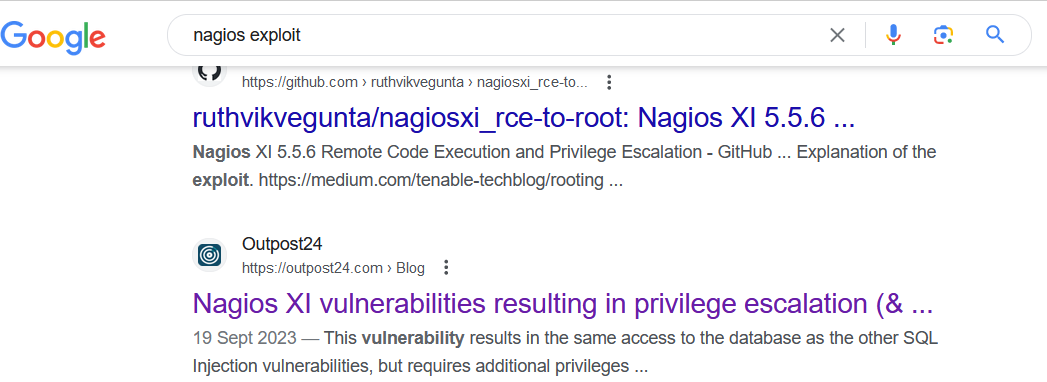 Google
nagios exploit
https://github.com › ruthvikvegunta › nagiosxi_rce-to...
ruthvikvegunta/nagiosxi_rce-to-root: Nagios XI 5.5.6 ...
Nagios XI 5.5.6 Remote Code Execution and Privilege Escalation - GitHub ... Explanation of the
exploit. https://medium.com/tenable-techblog/rooting ...
Outpost24
https://outpost24.com › Blog
Nagios XI vulnerabilities resulting in privilege escalation (& ...
19 Sept 2023 — This vulnerability results in the same access to the database as the other SQL
Injection vulnerabilities, but requires additional privileges ...